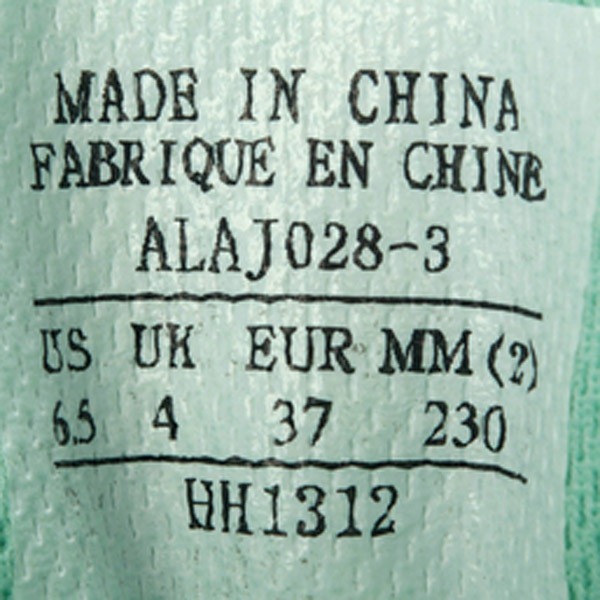 MADE IN CHINA
FABRIQUE EN CHINE
ALAJ028-3
US UK EUR MM (2)
6.5 4 37 230
HH1312